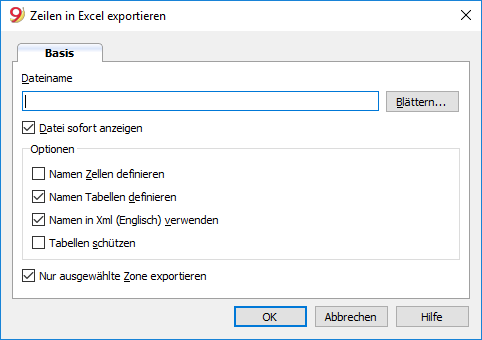 Zeilen in Excel exportieren
Basis
Dateiname
Blättern...
Datei sofort anzeigen
Optionen
Namen Zellen definieren
Namen Tabellen definieren
Namen in Xml (Englisch) verwenden
Tabellen schützen
Nur ausgewählte Zone exportieren
OK Abbrechen Hilfe